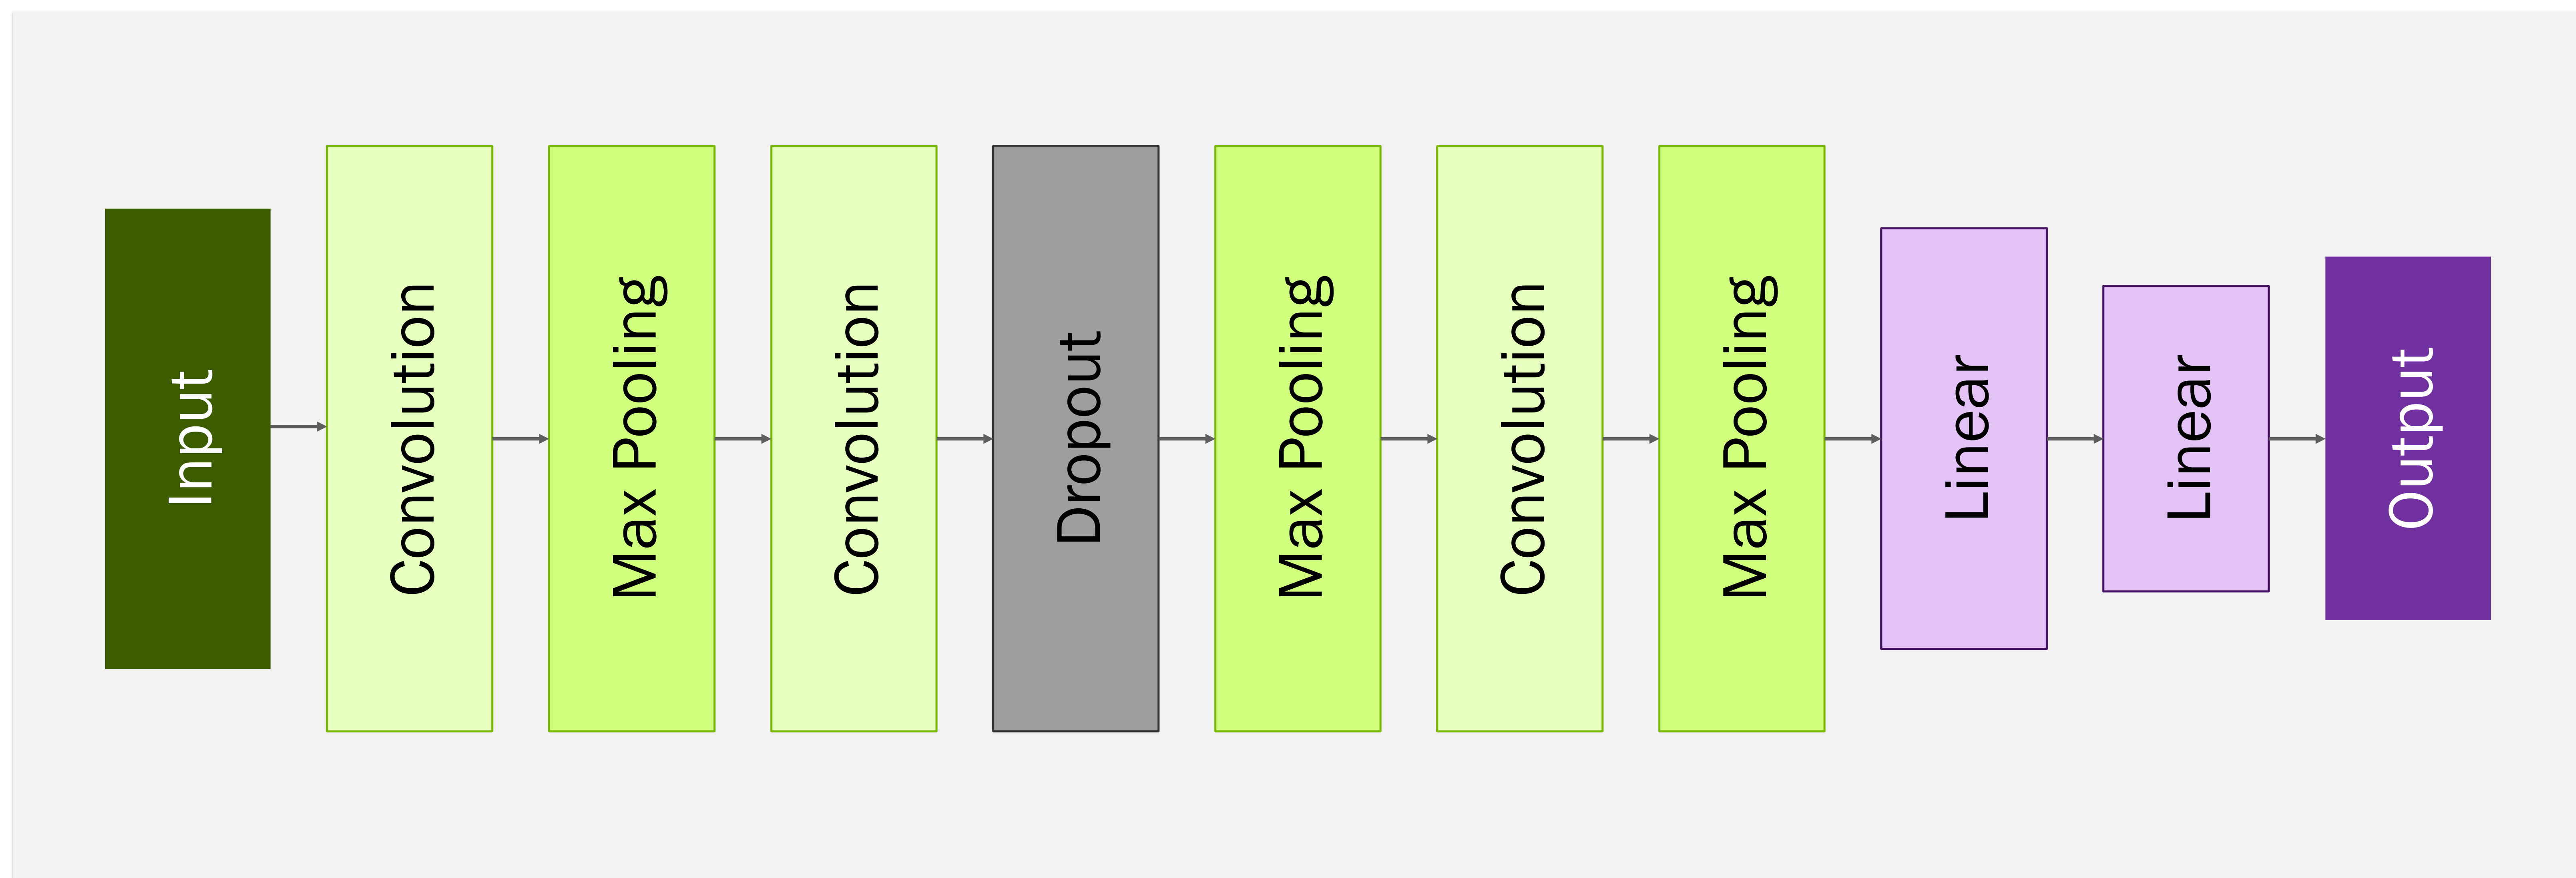 Input
Convolution
Max Pooling
Convolution
Dropout
Max Pooling
Convolution
Max Pooling
Linear
Linear
Output